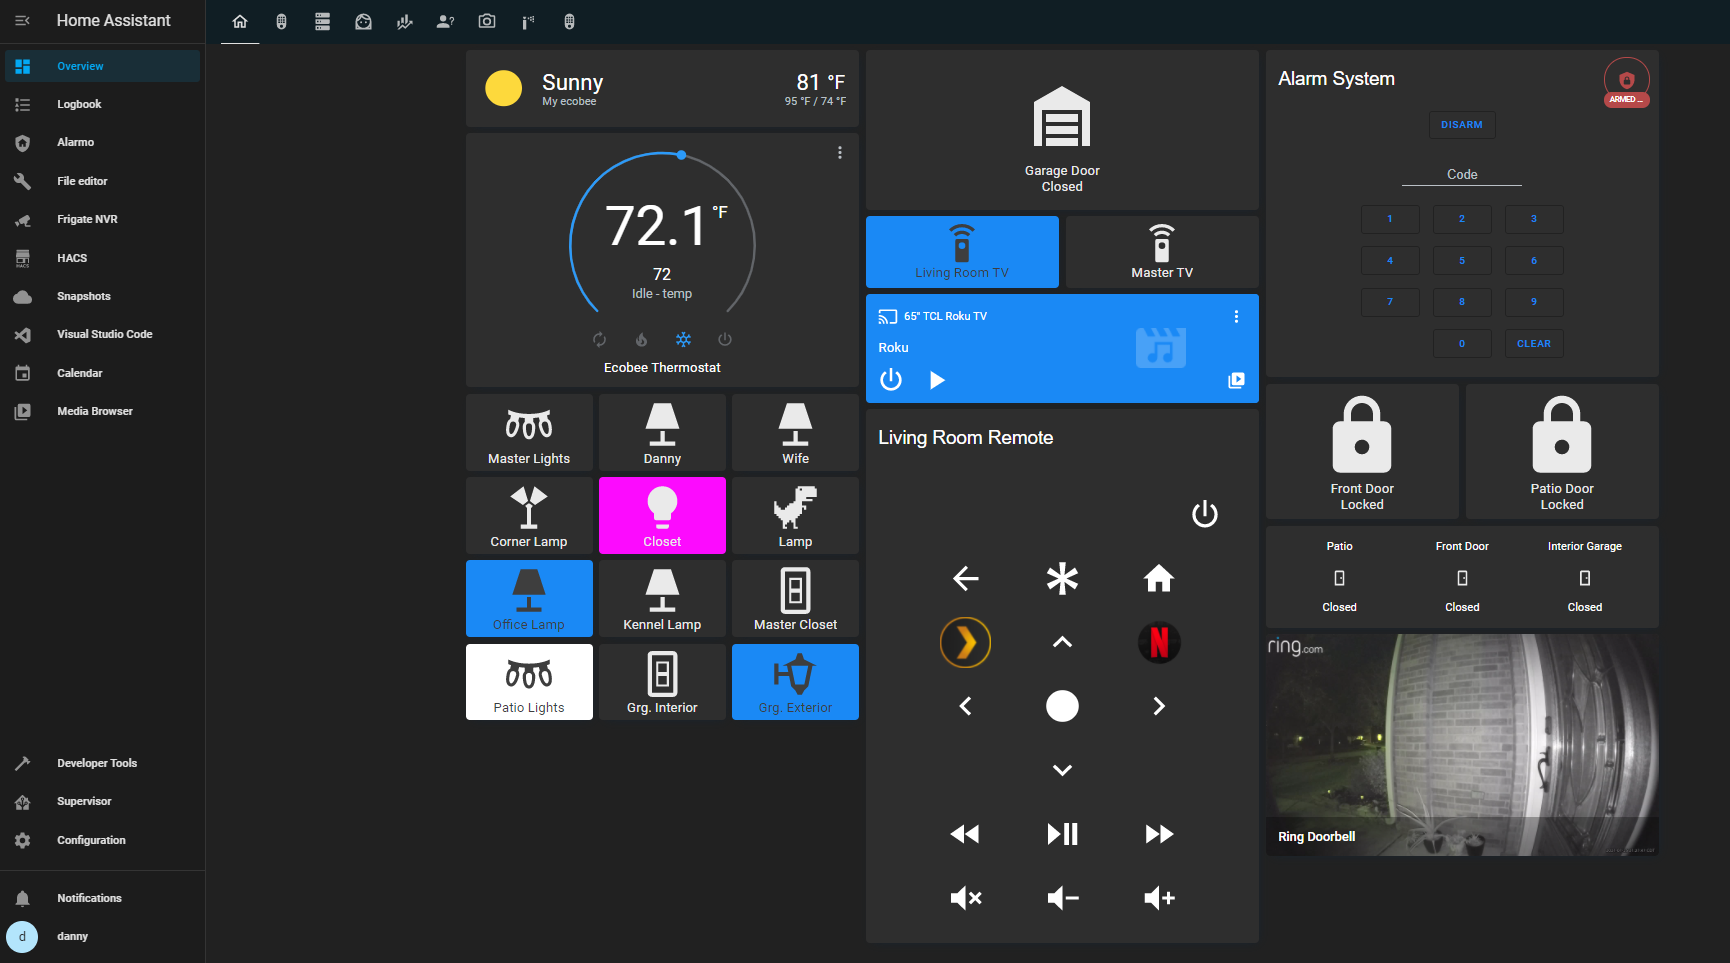 Home Assistant
Overview
Logbook
Alarmo
File editor
Frigate NVR
HACS
HACS
Snapshots
Visual Studio Code
Calendar
Media Browser
Developer Tools
Supervisor
Configuration
Notifications
d
danny
?
Sunny
My ecobee
81 °F
95 °F / 74 °F
72.1 °F
72
Idle - temp
Ecobee Thermostat
Master Lights
Danny
Wife
Corner Lamp
Closet
Lamp
Office Lamp
Kennel Lamp
Master Closet
Patio Lights
Grg. Interior
Grg. Exterior
Garage Door
Closed
Living Room TV
Master TV
65" TCL Roku TV
Roku
Living Room Remote
N
Alarm System
ARMED ...
DISARM
Code
1 2 3
4 5 6
7 8 9
0 CLEAR
Front Door
Locked
Patio Door
Locked
Patio
Closed
Front Door
Closed
Interior Garage
Closed
ring.com
Ring Doorbell